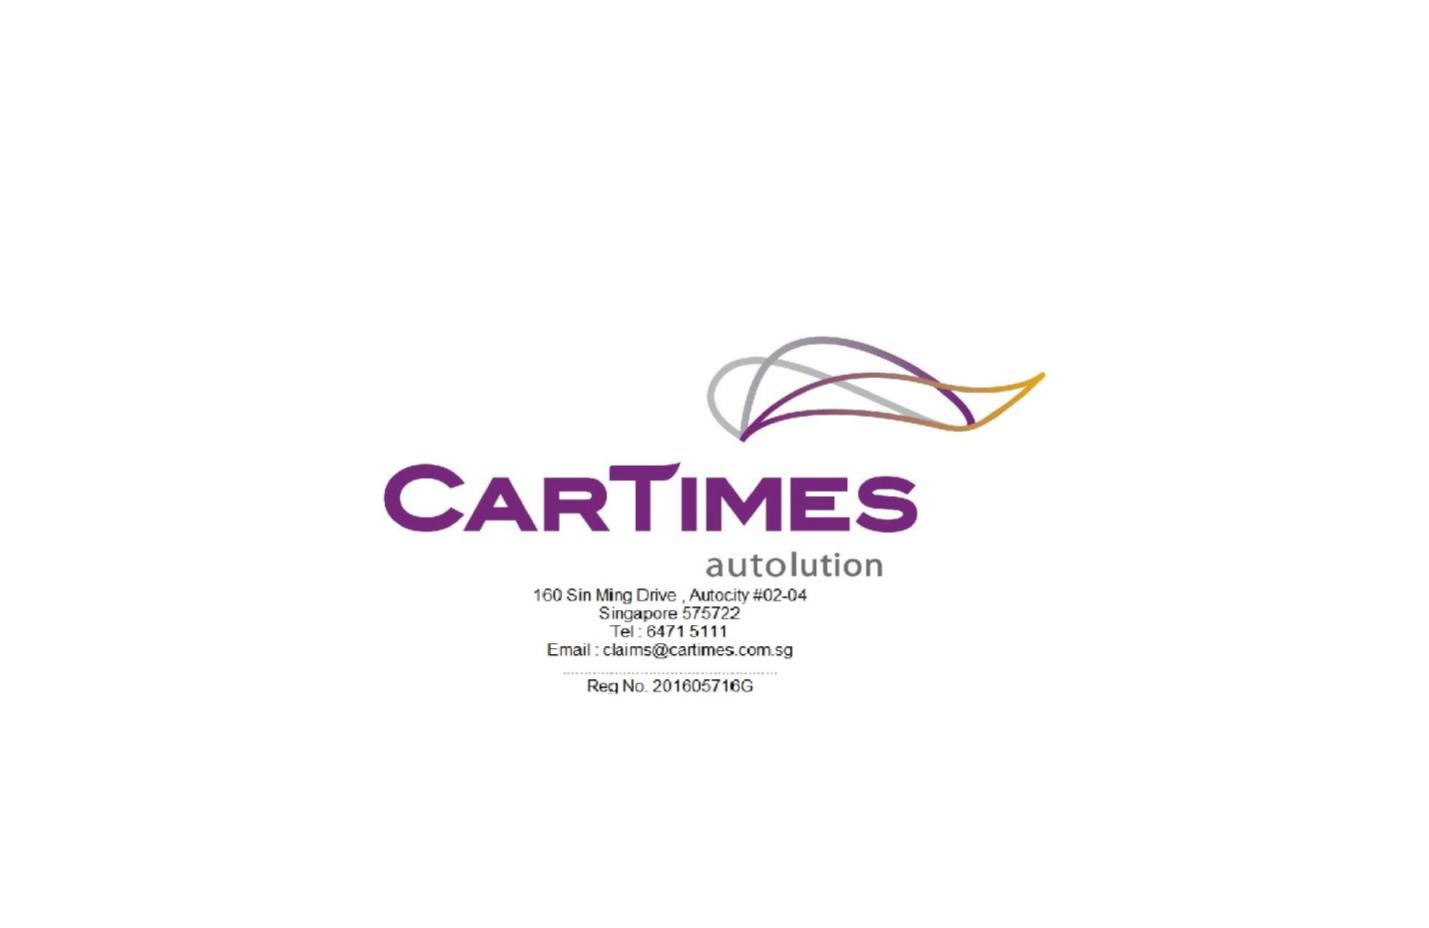 CARTIMES
autolution
160 Sin Ming Drive , Autocity #02-04
Singapore 575722
Tel : 6471 5111
Email : claims@cartimes.com.sg
Reg No. 201605716G